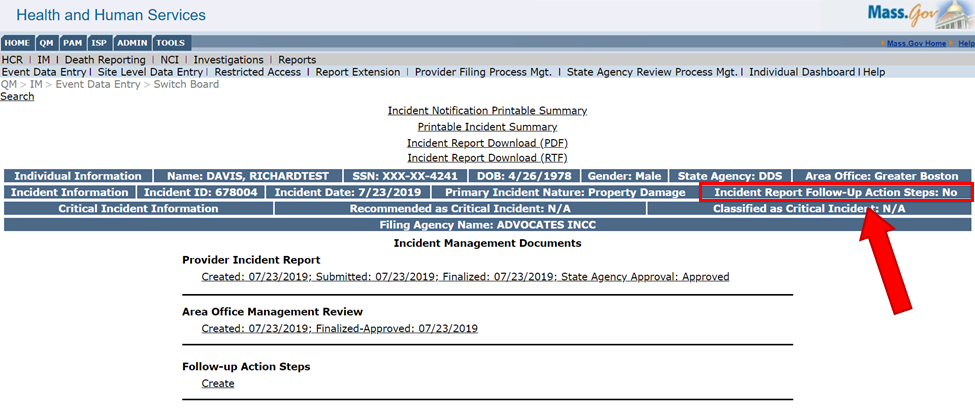 Health and Human Services
Mass.Gov
HOME QM PAM ISP ADMIN TOOLS
Mass.Gov Home Help
HCR | IM | Death Reporting | NCI | Investigations | Reports
Event Data Entry | Site Level Data Entry | Restricted Access | Report Extension | Provider Filing Process Mgt. | State Agency Review Process Mgt. | Individual Dashboard | Help
QM > IM > Event Data Entry > Switch Board
Search
Incident Notification Printable Summary
Printable Incident Summary
Incident Report Download (PDF)
Incident Report Download (RTF)
Individual Information Name: DAVIS, RICHARDTEST SSN: XXX-XX-4241 DOB: 4/26/1978 Gender: Male State Agency: DDS Area Office: Greater Boston
Incident Information Incident ID: 678004 Incident Date: 7/23/2019 Primary Incident Nature: Property Damage Incident Report Follow-Up Action Steps: No
Critical Incident Information Recommended as Critical Incident: N/A Classified as Critical Incident: N/A
Filing Agency Name: ADVOCATES INCC
Incident Management Documents
Provider Incident Report
Created: 07/23/2019; Submitted: 07/23/2019; Finalized: 07/23/2019; State Agency Approval: Approved
Area Office Management Review
Created: 07/23/2019; Finalized-Approved: 07/23/2019
Follow-up Action Steps
Create